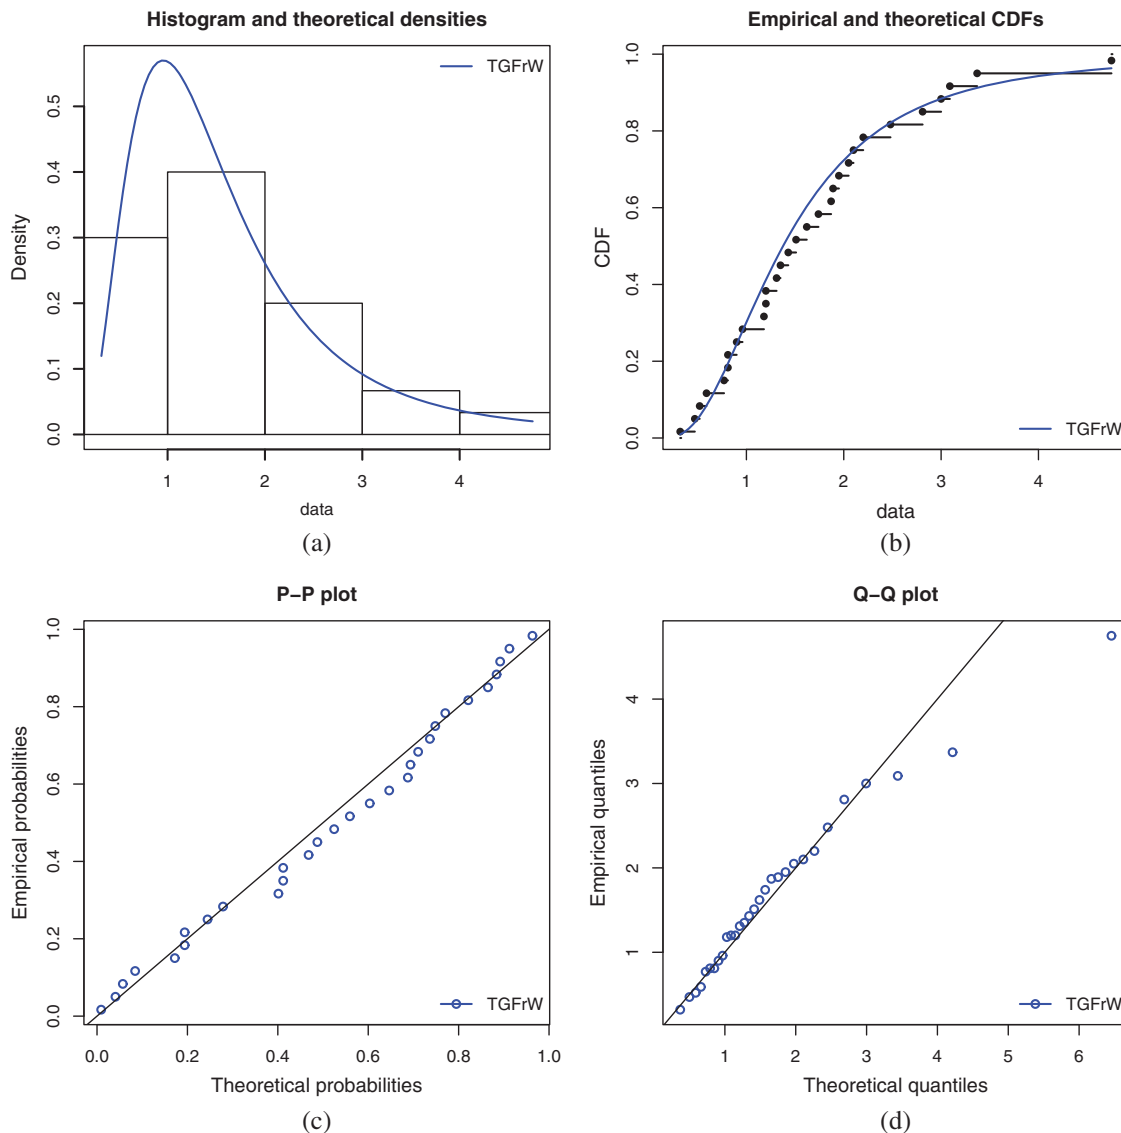 Histogram and theoretical densities
TGFrW
Density
0.0 0.1 0.2 0.3 0.4 0.5
1 2 3 4
data
(a)
Empirical and theoretical CDFs
CDF
0.0 0.2 0.4 0.6 0.8 1.0
TGFrW
1 2 3 4
data
(b)
P–P plot
Empirical probabilities
0.0 0.2 0.4 0.6 0.8 1.0
TGFrW
0.0 0.2 0.4 0.6 0.8 1.0
Theoretical probabilities
(c)
Q–Q plot
Empirical quantiles
1 2 3 4
TGFrW
1 2 3 4 5 6
Theoretical quantiles
(d)